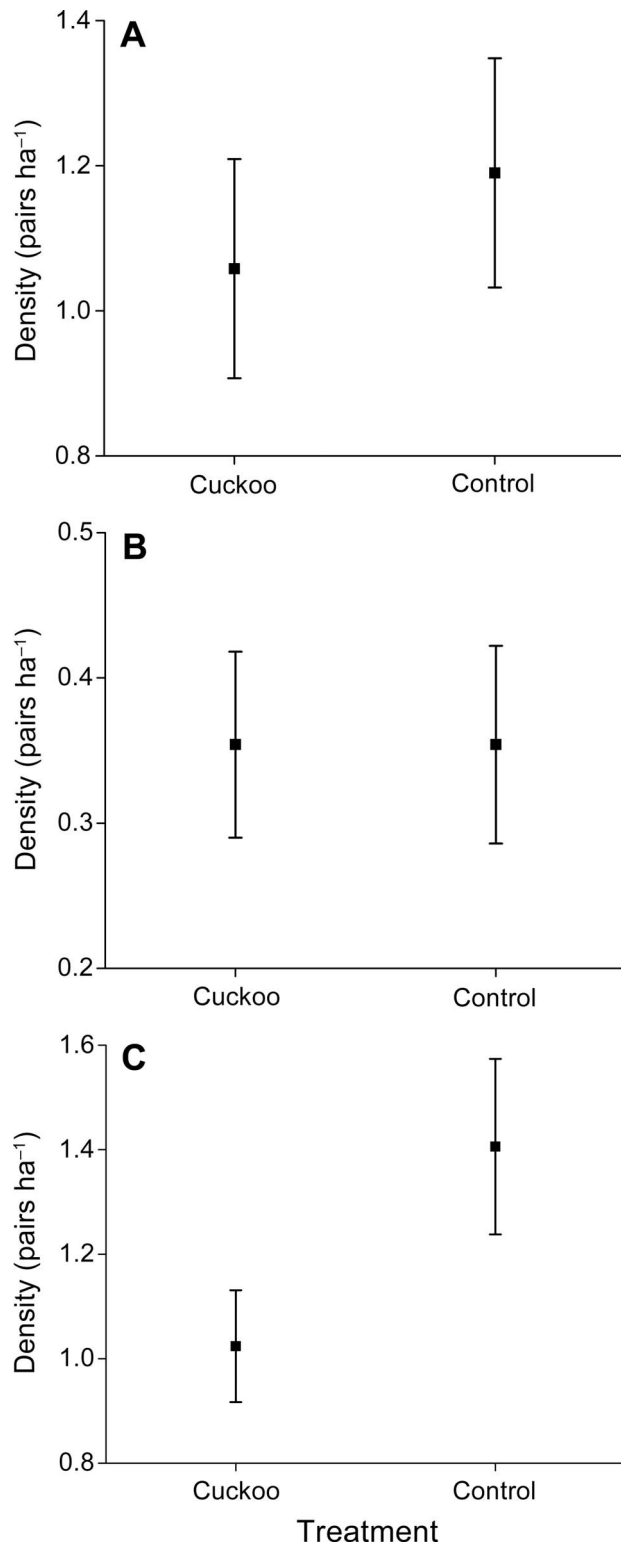 A
Density (pairs ha⁻¹)
1.4
1.2
1.0
0.8
Cuckoo Control
B
Density (pairs ha⁻¹)
0.5
0.4
0.3
0.2
Cuckoo Control
C
Density (pairs ha⁻¹)
1.6
1.4
1.2
1.0
0.8
Cuckoo Control
Treatment